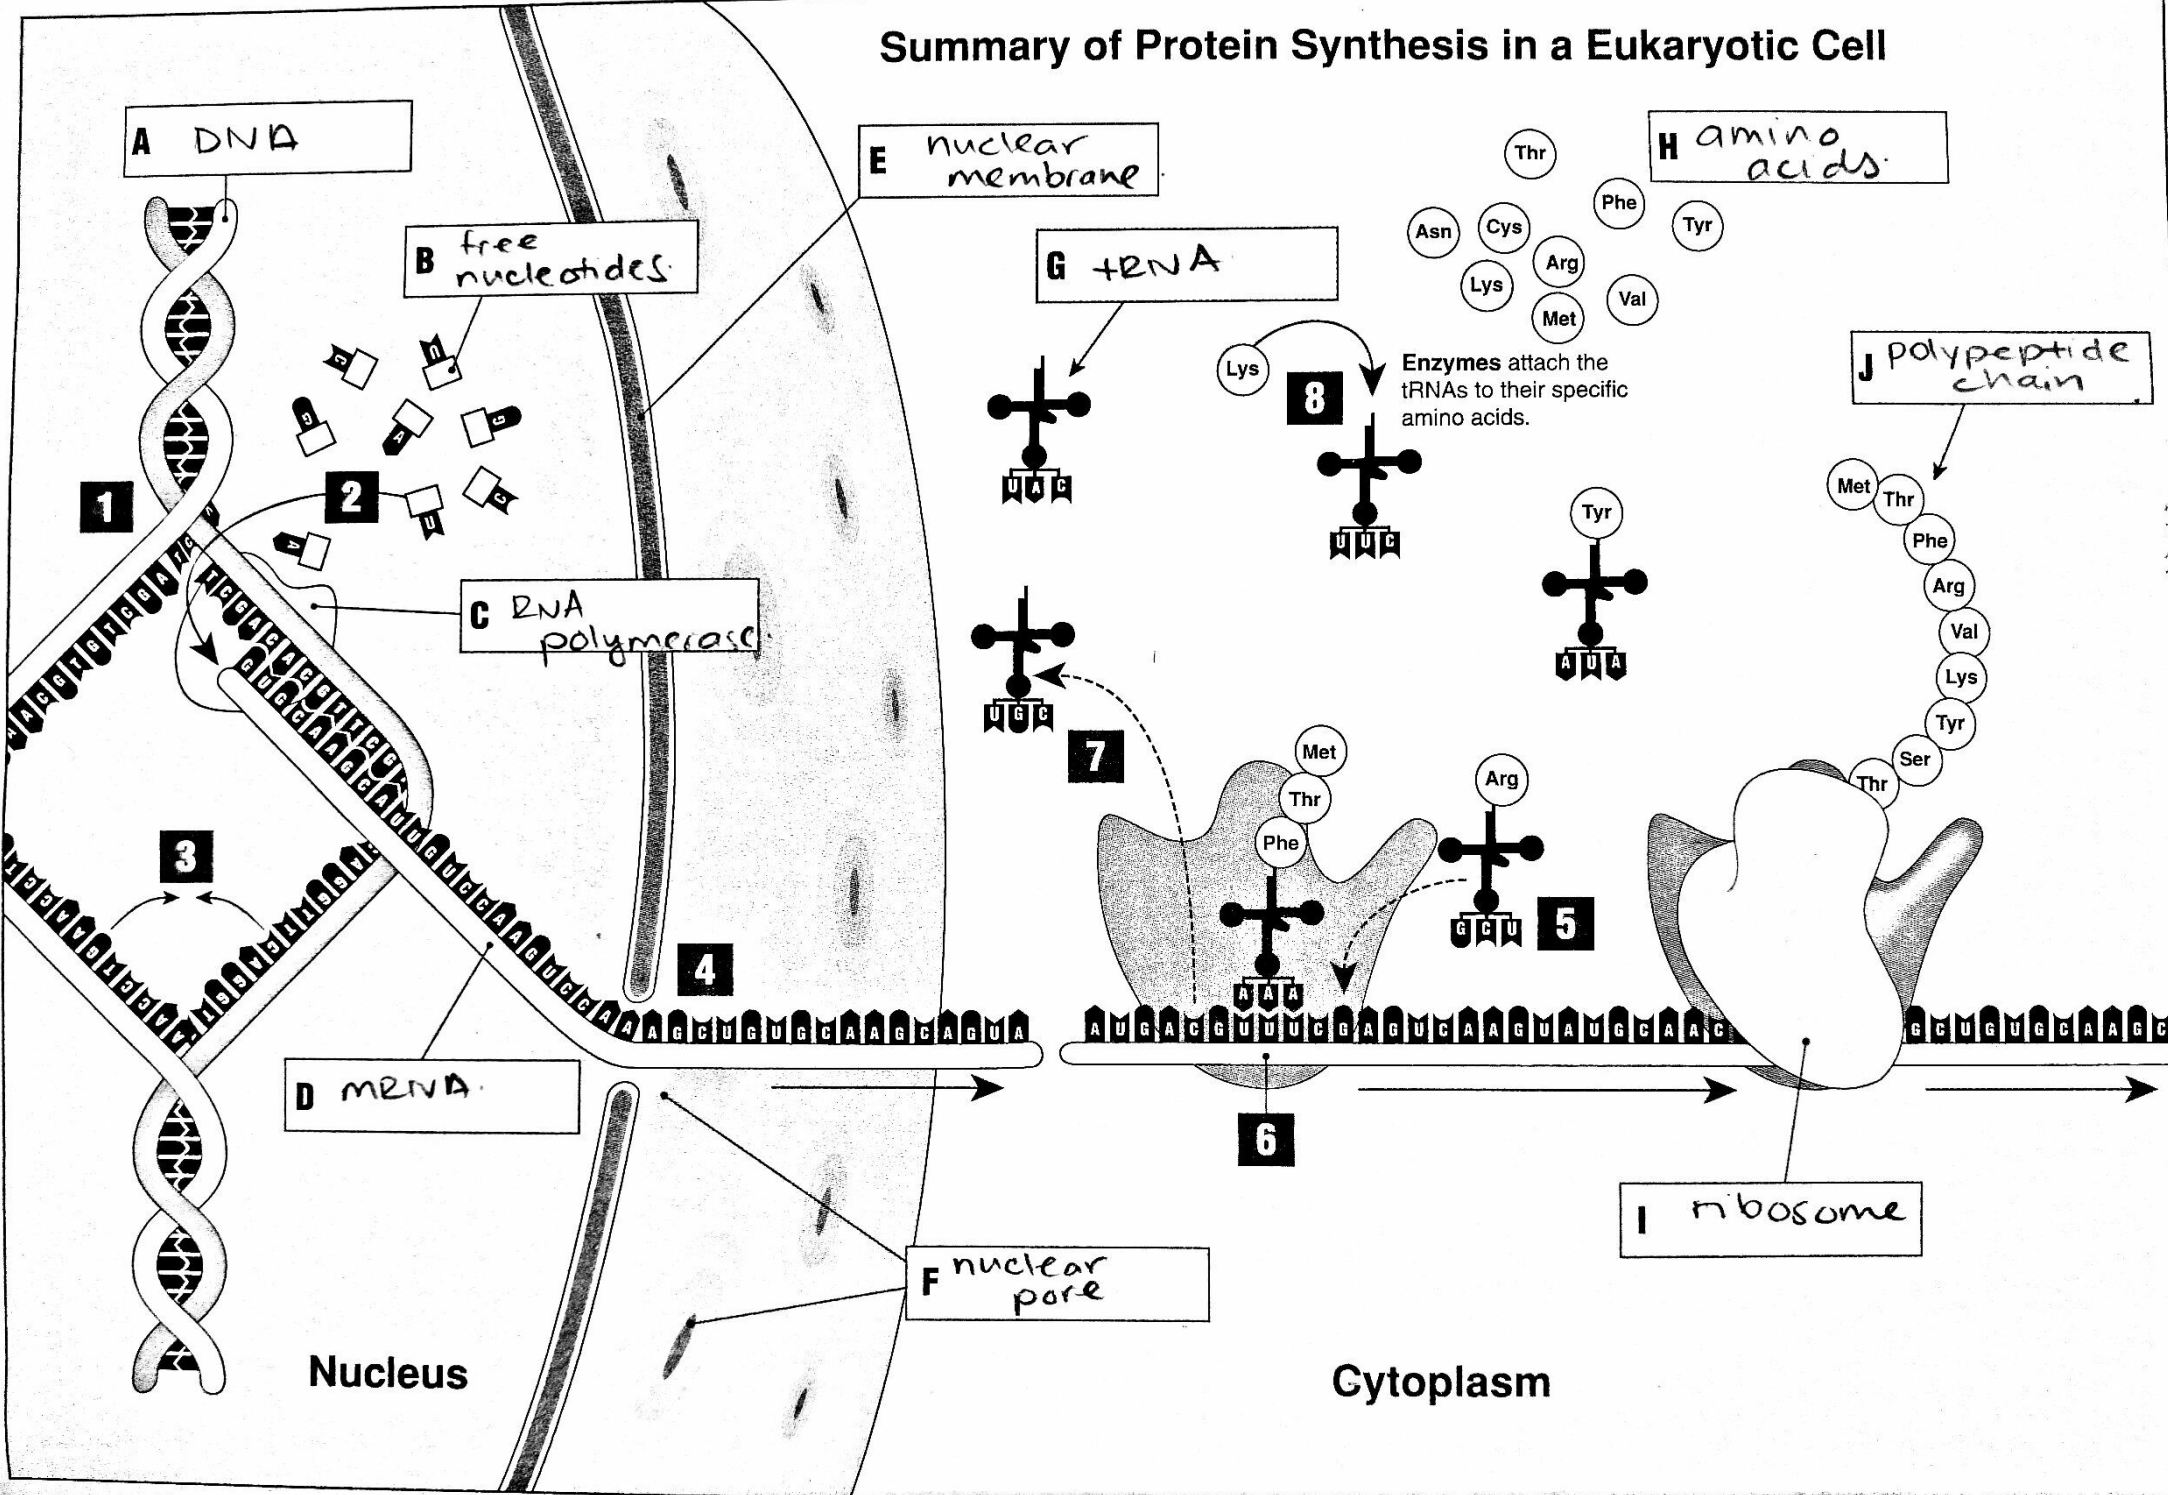 Summary of Protein Synthesis in a Eukaryotic Cell
A DNA
B free
nucleotides.
C RNA
polymerase.
D mRNA.
E nuclear
membrane
F nuclear
pore
G tRNA
H amino
acids.
I ribosome
J polypeptide
chain
Thr
Phe
Asn
Cys
Tyr
Arg
Lys
Met
Val
Lys
8
Enzymes attach the
tRNAs to their specific
amino acids.
UAC
UUC
Tyr
AUA
1
2
3
4
5
6
7
C
C
G
A
G
U
C
A
UGC
Met
Thr
Phe
AAA
Arg
GCU
Met
Thr
Phe
Arg
Val
Lys
Tyr
Ser
Thr
AAGCUGUGCAAGCAGUA
AUGACGUUUCGAGUCAAGUAUGCAAC
GCUGUGCAAGC
Nucleus
Cytoplasm